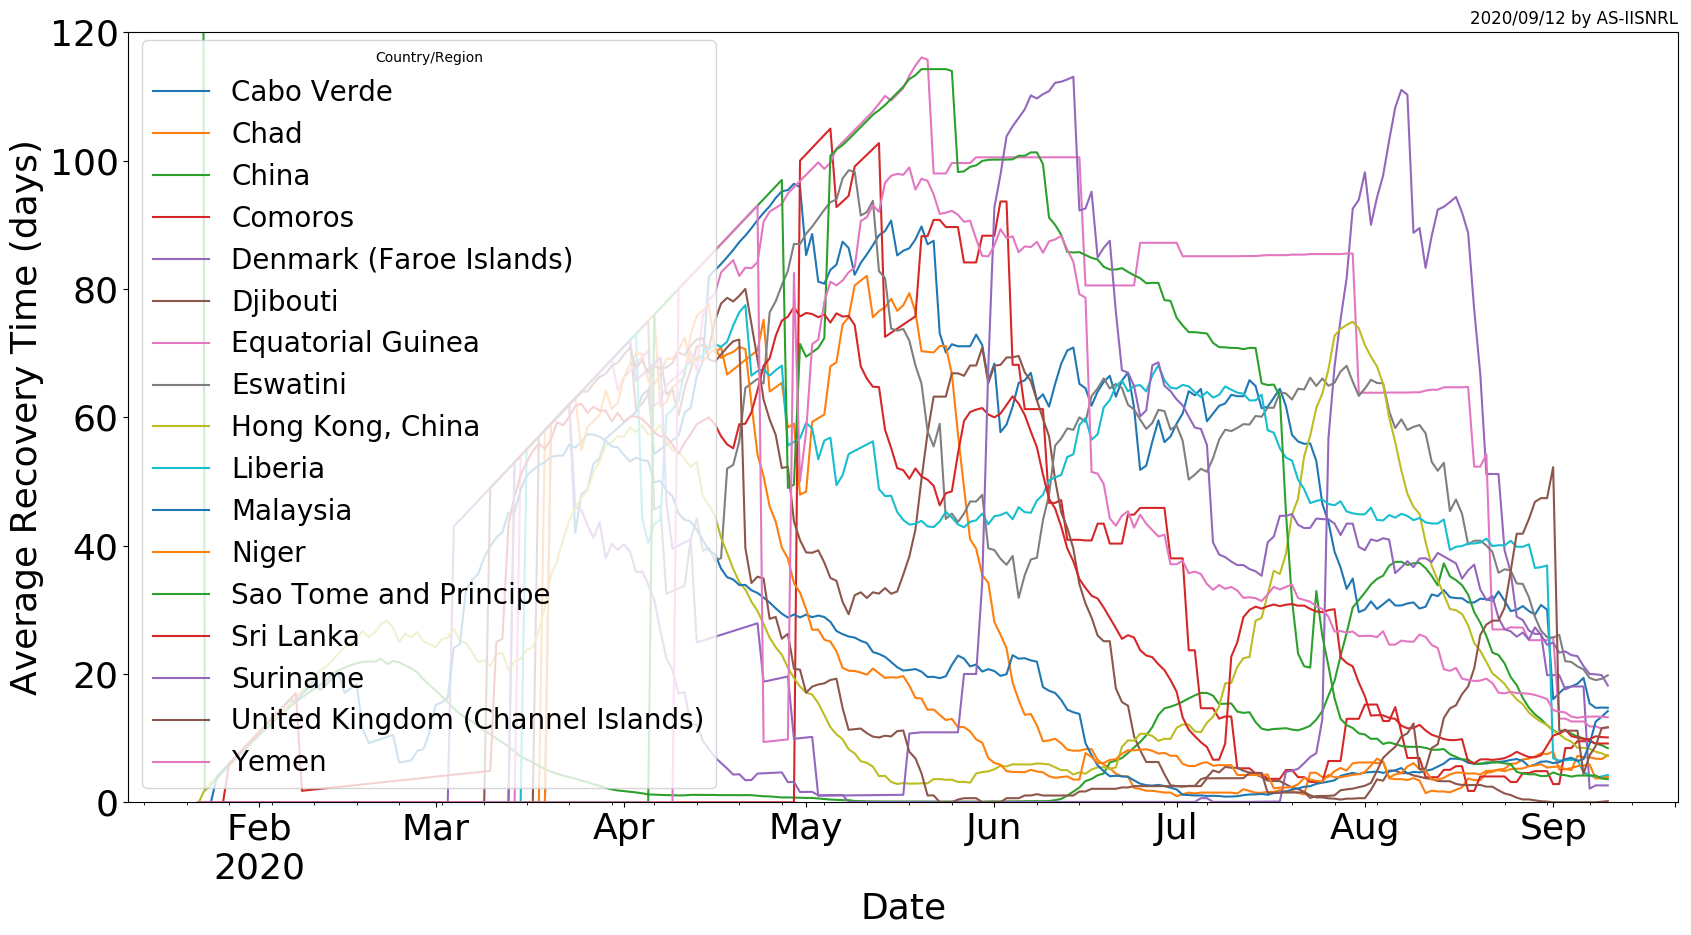 2020/09/12 by AS-IISNRL
Average Recovery Time (days)
120
100
80
60
40
20
0
Country/Region
Cabo Verde
Chad
China
Comoros
Denmark (Faroe Islands)
Djibouti
Equatorial Guinea
Eswatini
Hong Kong, China
Liberia
Malaysia
Niger
Sao Tome and Principe
Sri Lanka
Suriname
United Kingdom (Channel Islands)
Yemen
Feb Mar Apr May Jun Jul Aug Sep
2020
Date